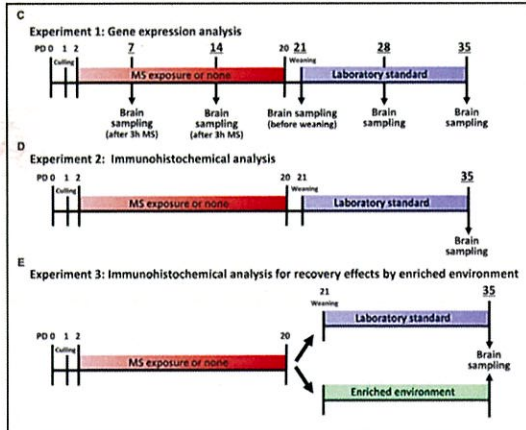 C
Experiment 1: Gene expression analysis
PD 0 1 2 7 14 20 21 28 35
Culling Weaning
MS exposure or none Laboratory standard
Brain sampling (after 3h MS)
Brain sampling (after 3h MS)
Brain sampling (before weaning)
Brain sampling
Brain sampling
D
Experiment 2: Immunohistochemical analysis
PD 0 1 2 20 21 35
Culling Weaning
MS exposure or none Laboratory standard
Brain sampling
E
Experiment 3: Immunohistochemical analysis for recovery effects by enriched environment
21 35
Weaning
Laboratory standard
PD 0 1 2 20
Culling
MS exposure or none
Brain sampling
Enriched environment